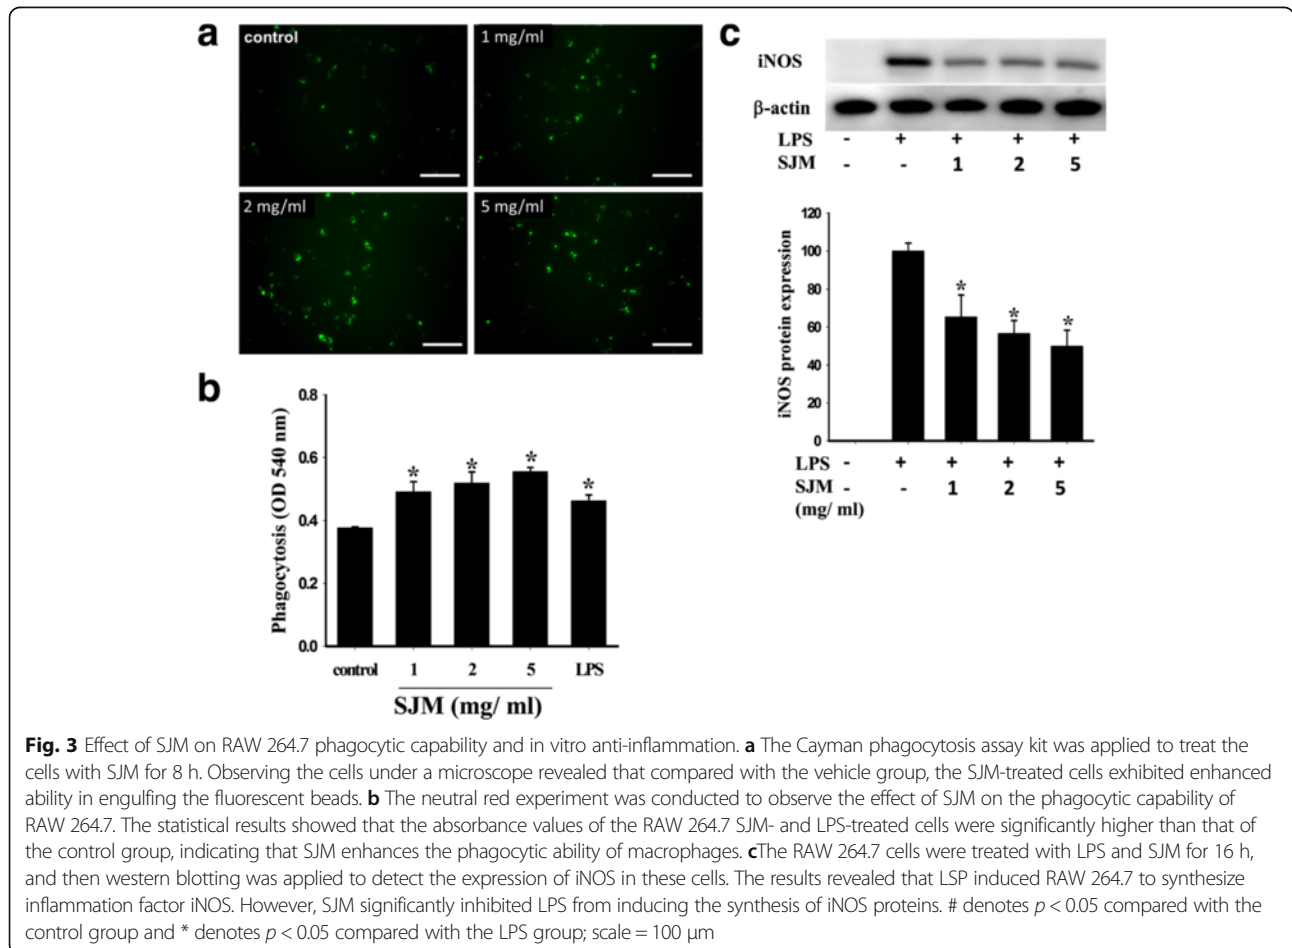 a
control
1 mg/ml
2 mg/ml
5 mg/ml
b
Phagocytosis (OD 540 nm)
0.8
0.6
0.4
0.2
0.0
* * * *
control 1 2 5 LPS
SJM (mg/ ml)
c
iNOS
β-actin
LPS - + + + +
SJM - - 1 2 5
iNOS protein expression
120
100
80
60
40
20
0
* * *
LPS - + + + +
SJM - - 1 2 5
(mg/ ml)
Fig. 3 Effect of SJM on RAW 264.7 phagocytic capability and in vitro anti-inflammation. a The Cayman phagocytosis assay kit was applied to treat the
cells with SJM for 8 h. Observing the cells under a microscope revealed that compared with the vehicle group, the SJM-treated cells exhibited enhanced
ability in engulfing the fluorescent beads. b The neutral red experiment was conducted to observe the effect of SJM on the phagocytic capability of
RAW 264.7. The statistical results showed that the absorbance values of the RAW 264.7 SJM- and LPS-treated cells were significantly higher than that of
the control group, indicating that SJM enhances the phagocytic ability of macrophages. cThe RAW 264.7 cells were treated with LPS and SJM for 16 h,
and then western blotting was applied to detect the expression of iNOS in these cells. The results revealed that LSP induced RAW 264.7 to synthesize
inflammation factor iNOS. However, SJM significantly inhibited LPS from inducing the synthesis of iNOS proteins. # denotes p < 0.05 compared with the
control group and * denotes p < 0.05 compared with the LPS group; scale = 100 μm